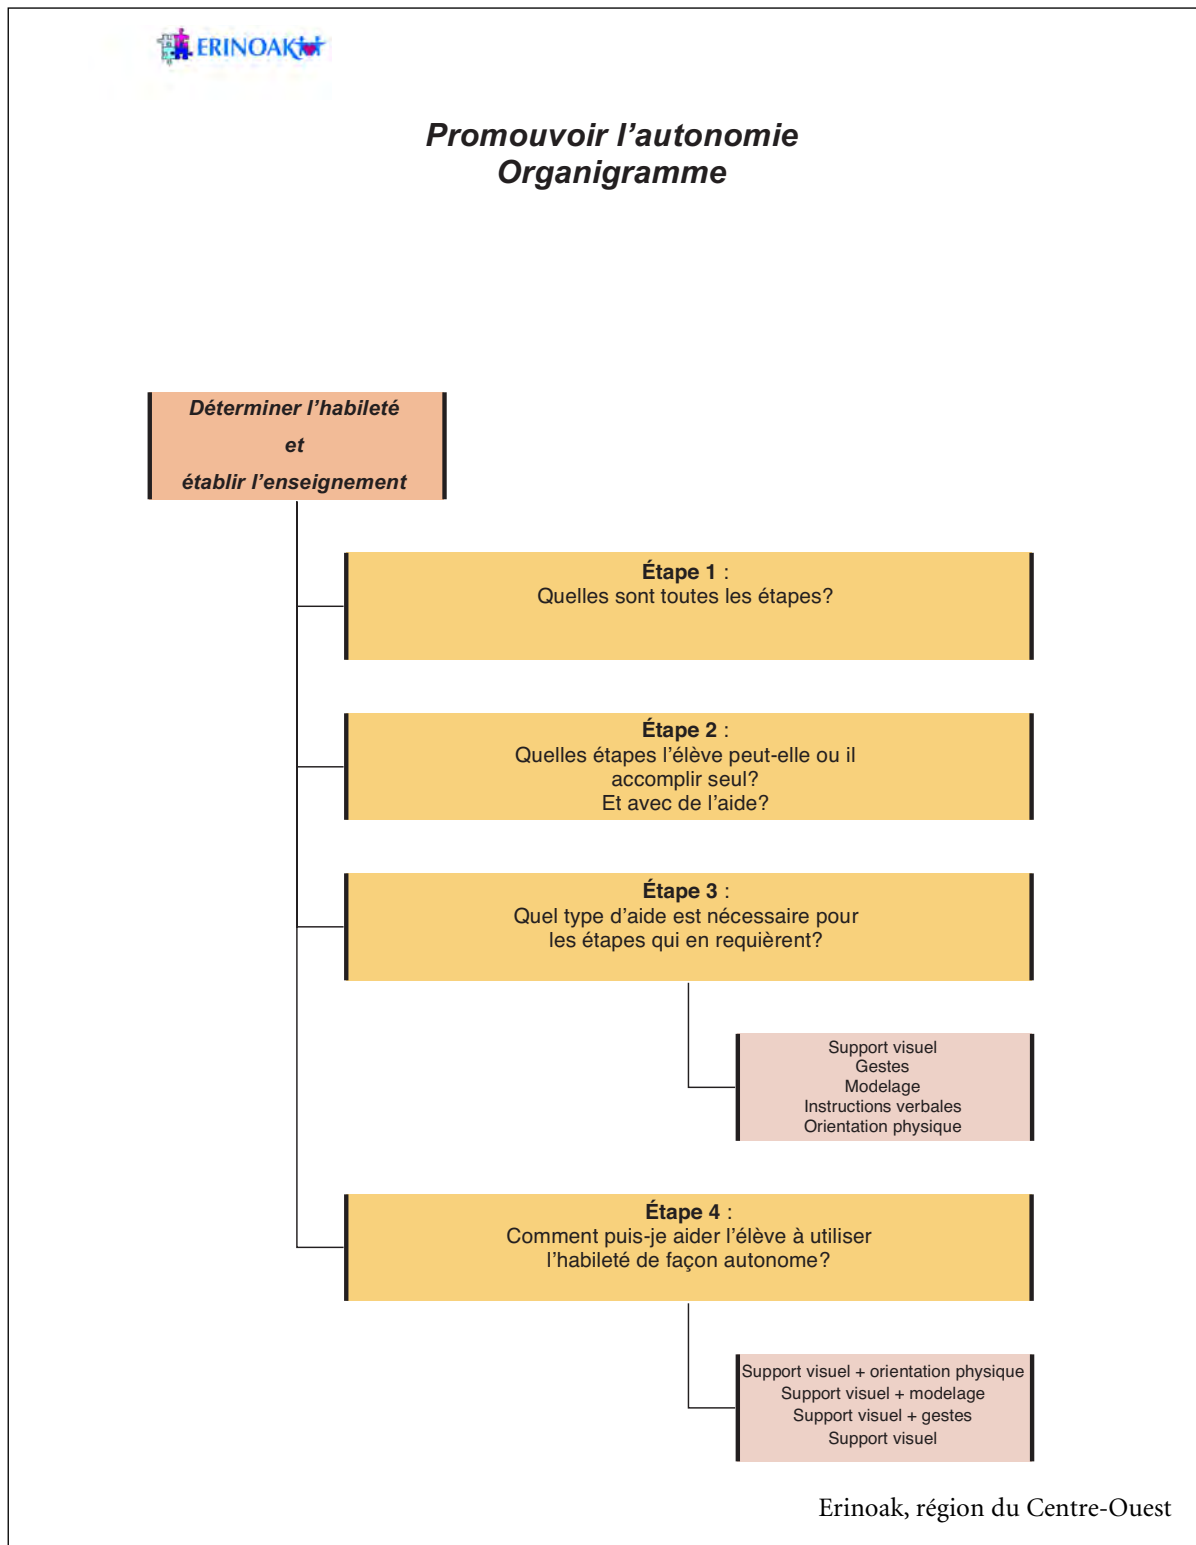 ERINOAK
Promouvoir l’autonomie
Organigramme
Déterminer l’habileté
et
établir l’enseignement
Étape 1 :
Quelles sont toutes les étapes?
Étape 2 :
Quelles étapes l’élève peut-elle ou il
accomplir seul?
Et avec de l’aide?
Étape 3 :
Quel type d’aide est nécessaire pour
les étapes qui en requièrent?
Support visuel
Gestes
Modelage
Instructions verbales
Orientation physique
Étape 4 :
Comment puis-je aider l’élève à utiliser
l’habileté de façon autonome?
Support visuel + orientation physique
Support visuel + modelage
Support visuel + gestes
Support visuel
Erinoak, région du Centre-Ouest